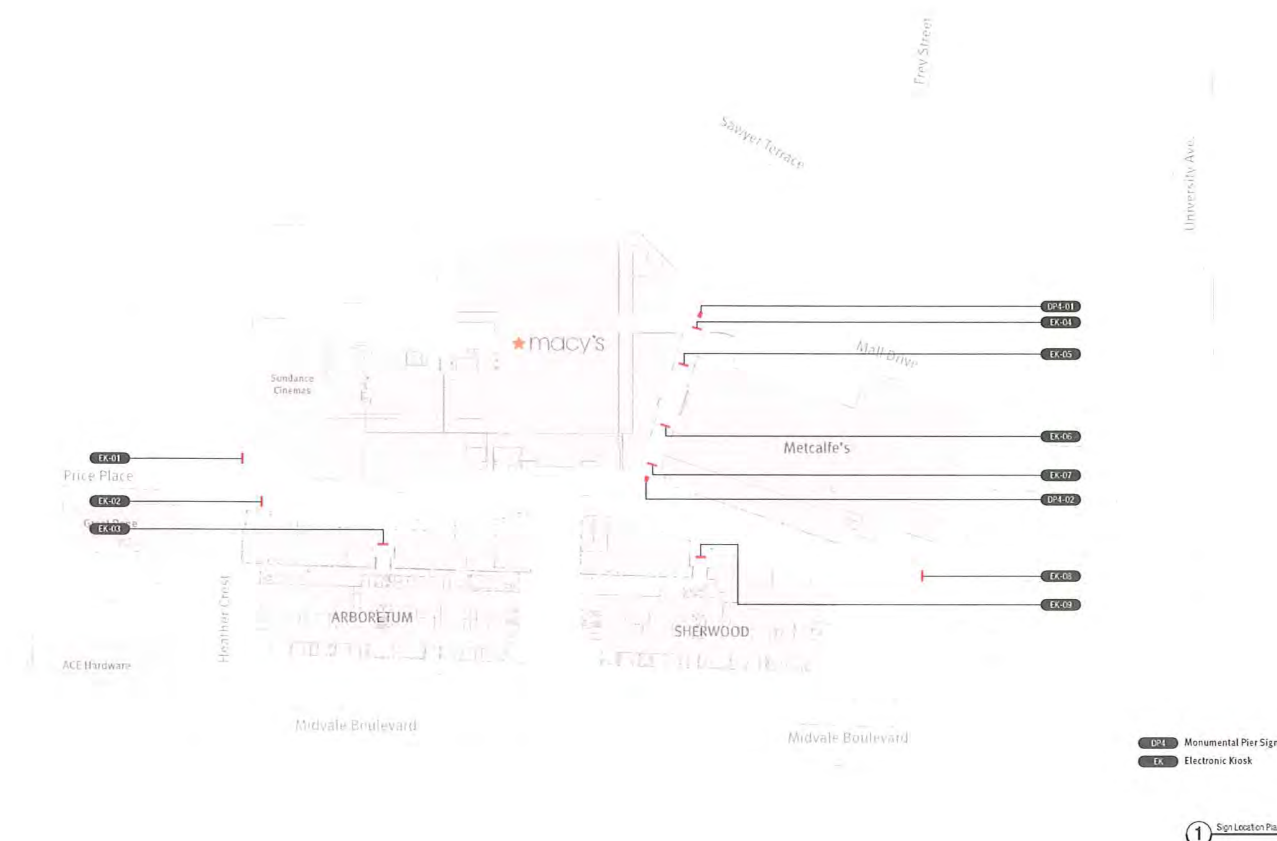 Frey Street
Sawyer Terrace
University Ave.
DP4-01
EK-04
macy's
Mall Drive
EK-05
Sundance
Cinemas
EK-06
Metcalfe's
EK-01
Price Place
EK-07
EK-02
DP4-02
EK-03
EK-08
Heather Crest
EK-09
ARBORETUM
SHERWOOD
ACE Hardware
Midvale Boulevard
Midvale Boulevard
DP4 Monumental Pier Sign
EK Electronic Kiosk
1 Sign Location